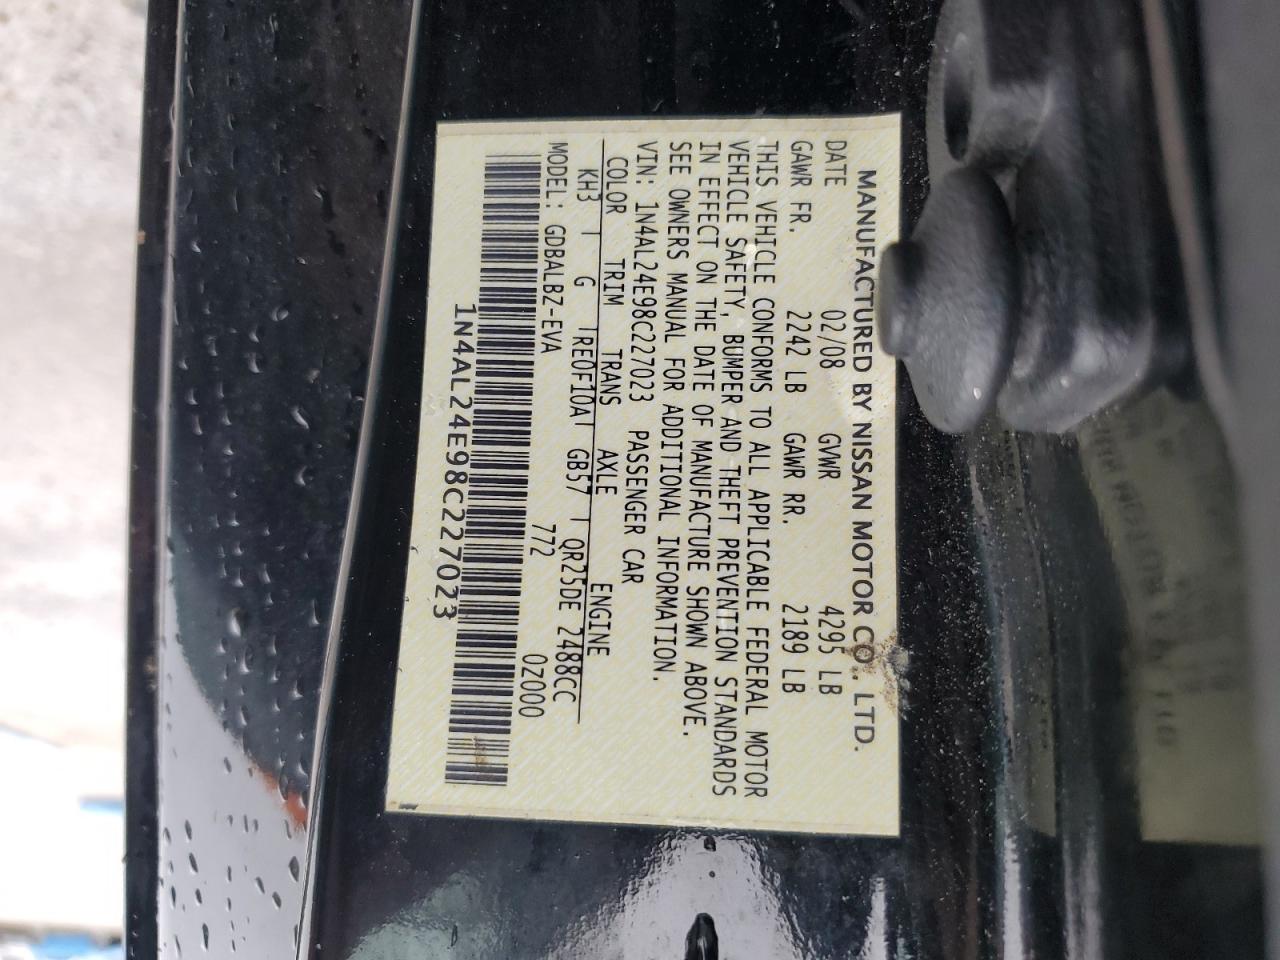 MANUFACTURED BY NISSAN MOTOR CO., LTD.
DATE 02/08 GVWR 4295 LB
GAWR FR. 2242 LB GAWR RR. 2189 LB
THIS VEHICLE CONFORMS TO ALL APPLICABLE FEDERAL MOTOR
VEHICLE SAFETY, BUMPER AND THEFT PREVENTION STANDARDS
IN EFFECT ON THE DATE OF MANUFACTURE SHOWN ABOVE.
SEE OWNERS MANUAL FOR ADDITIONAL INFORMATION.
VIN: 1N4AL24E98C227023 PASSENGER CAR
COLOR TRIM TRANS AXLE ENGINE
KH3 | G |RE0F10A| GB57 | QR25DE 2488CC
MODEL: GDBALBZ-EVA 772 0Z000
1N4AL24E98C227023